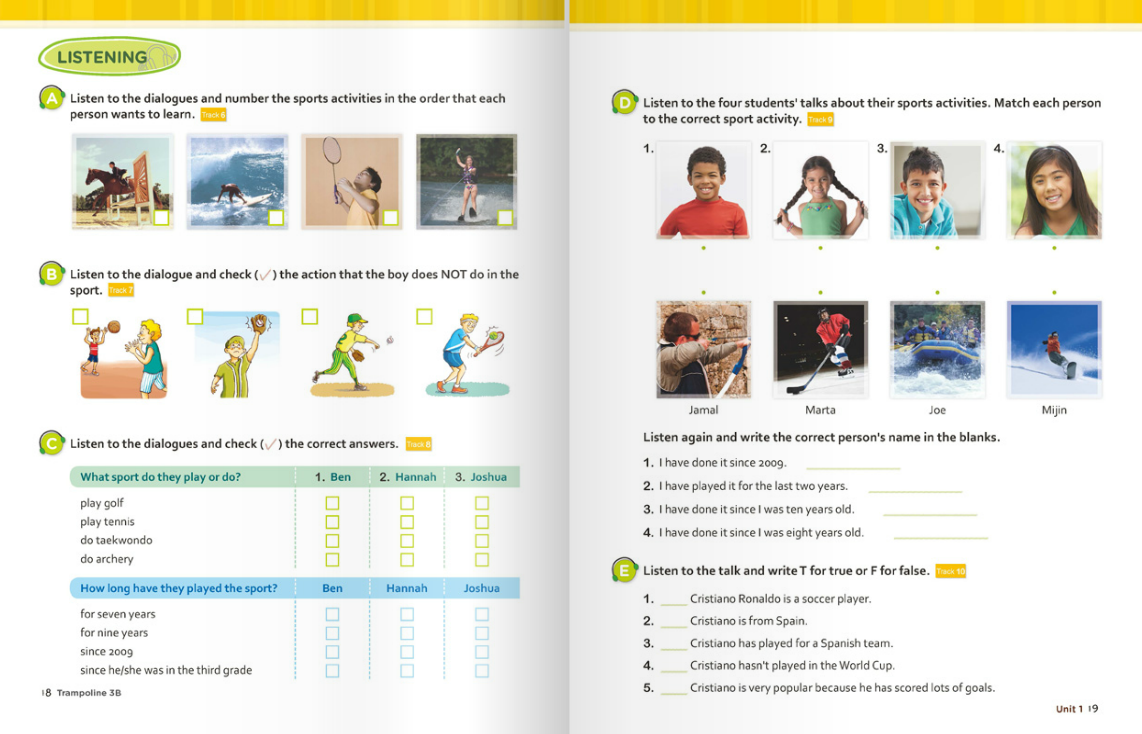 LISTENING
A
Listen to the dialogues and number the sports activities in the order that each
person wants to learn. Track 6
B
Listen to the dialogue and check (✓) the action that the boy does NOT do in the
sport. Track 7
C
Listen to the dialogues and check (✓) the correct answers. Track 8
What sport do they play or do? 1. Ben 2. Hannah 3. Joshua
play golf
play tennis
do taekwondo
do archery
How long have they played the sport? Ben Hannah Joshua
for seven years
for nine years
since 2009
since he/she was in the third grade
18 Trampoline 3B
D
Listen to the four students' talks about their sports activities. Match each person
to the correct sport activity. Track 9
1. 2. 3. 4.
Jamal Marta Joe Mijin
Listen again and write the correct person's name in the blanks.
1. I have done it since 2009.
2. I have played it for the last two years.
3. I have done it since I was ten years old.
4. I have done it since I was eight years old.
E
Listen to the talk and write T for true or F for false. Track 10
1. ____ Cristiano Ronaldo is a soccer player.
2. ____ Cristiano is from Spain.
3. ____ Cristiano has played for a Spanish team.
4. ____ Cristiano hasn't played in the World Cup.
5. ____ Cristiano is very popular because he has scored lots of goals.
Unit 1 19